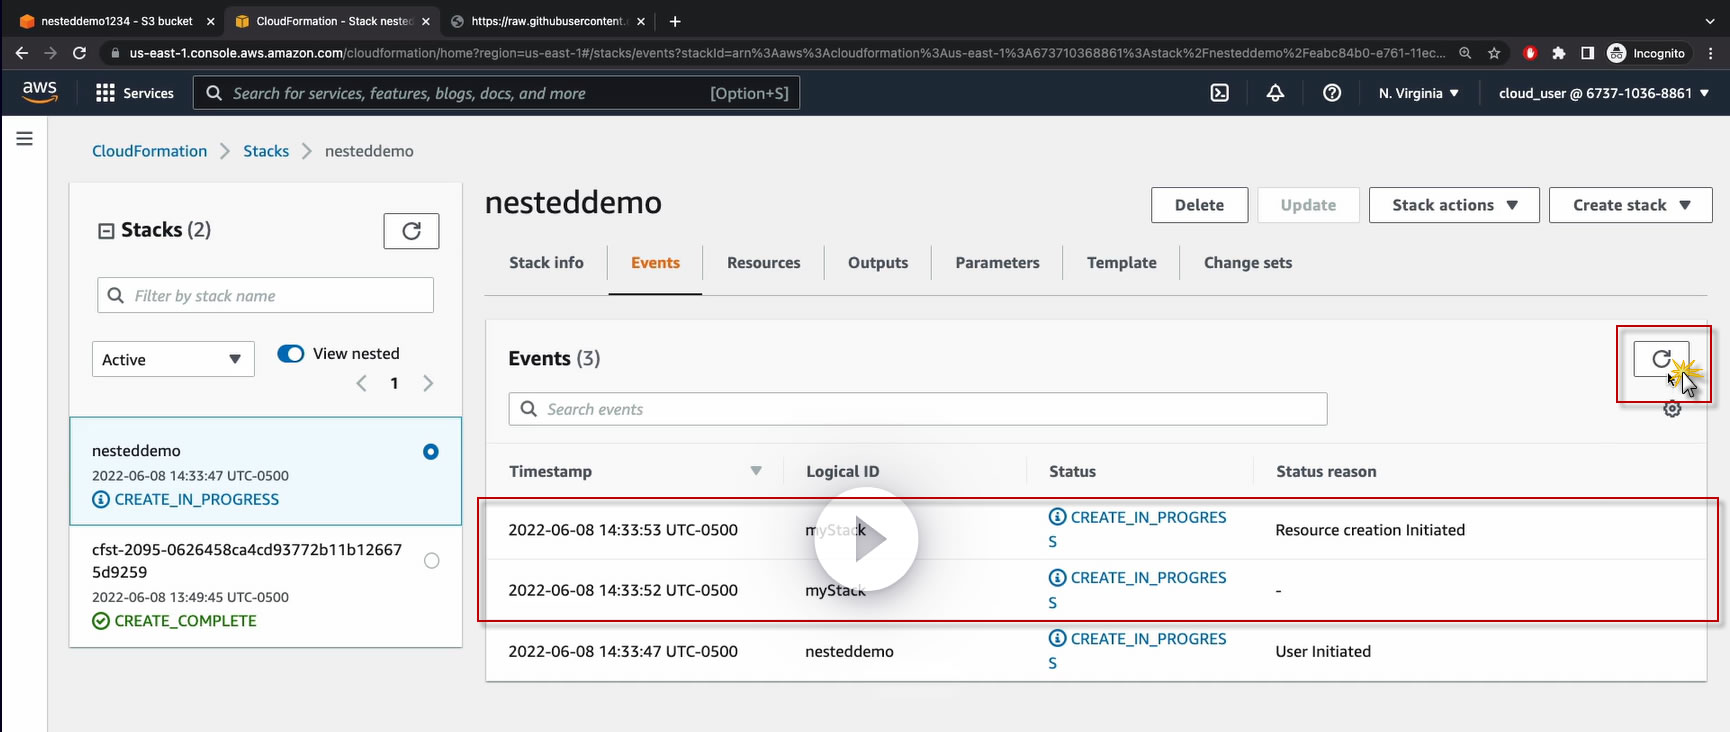 nesteddemo1234 - S3 bucket
CloudFormation - Stack nested
https://raw.githubusercontent.
us-east-1.console.aws.amazon.com/cloudformation/home?region=us-east-1#/stacks/events?stackId=arn%3Aaws%3Acloudformation%3Aus-east-1%3A673710368861%3Astack%2Fnesteddemo%2Feabc84b0-e761-11ec...
Incognito
aws
Services
Search for services, features, blogs, docs, and more
[Option+S]
N. Virginia
cloud_user @ 6737-1036-8861
CloudFormation
Stacks
nesteddemo
Stacks (2)
Filter by stack name
Active
View nested
1
nesteddemo
2022-06-08 14:33:47 UTC-0500
CREATE_IN_PROGRESS
cfst-2095-0626458ca4cd93772b11b12667
5d9259
2022-06-08 13:49:45 UTC-0500
CREATE_COMPLETE
nesteddemo
Delete
Update
Stack actions
Create stack
Stack info
Events
Resources
Outputs
Parameters
Template
Change sets
Events (3)
Search events
Timestamp
Logical ID
Status
Status reason
2022-06-08 14:33:53 UTC-0500
myStack
CREATE_IN_PROGRES
S
Resource creation Initiated
2022-06-08 14:33:52 UTC-0500
myStack
CREATE_IN_PROGRES
S
-
2022-06-08 14:33:47 UTC-0500
nesteddemo
CREATE_IN_PROGRES
S
User Initiated